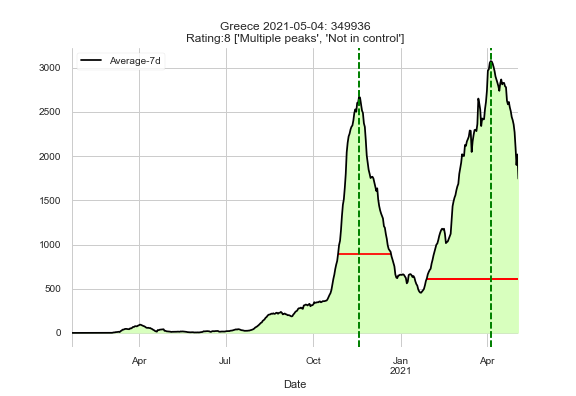 Greece 2021-05-04: 349936
Rating:8 ['Multiple peaks', 'Not in control']
Average-7d
3000
2500
2000
1500
1000
500
0
Apr
Jul
Oct
Jan
2021
Apr
Date